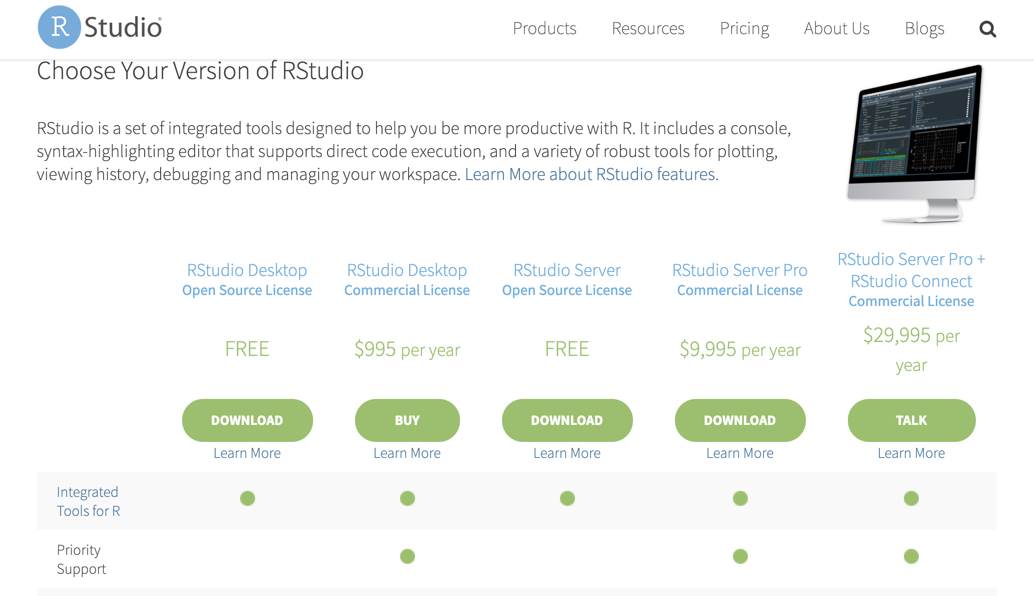 R Studio®
Products Resources Pricing About Us Blogs
Choose Your Version of RStudio
RStudio is a set of integrated tools designed to help you be more productive with R. It includes a console,
syntax-highlighting editor that supports direct code execution, and a variety of robust tools for plotting,
viewing history, debugging and managing your workspace. Learn More about RStudio features.
RStudio Desktop
Open Source License
FREE
DOWNLOAD
Learn More
RStudio Desktop
Commercial License
$995 per year
BUY
Learn More
RStudio Server
Open Source License
FREE
DOWNLOAD
Learn More
RStudio Server Pro
Commercial License
$9,995 per year
DOWNLOAD
Learn More
RStudio Server Pro +
RStudio Connect
Commercial License
$29,995 per
year
TALK
Learn More
Integrated
Tools for R
Priority
Support